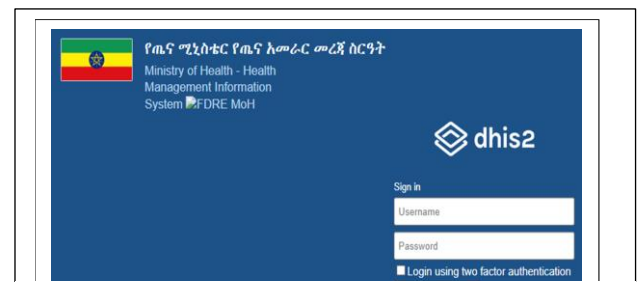 የጤና ሚኒስቴር የጤና አመራር መረጃ ስርዓት
Ministry of Health - Health
Management Information
System FDRE MoH
dhis2
Sign in
Username
Password
Login using two factor authentication